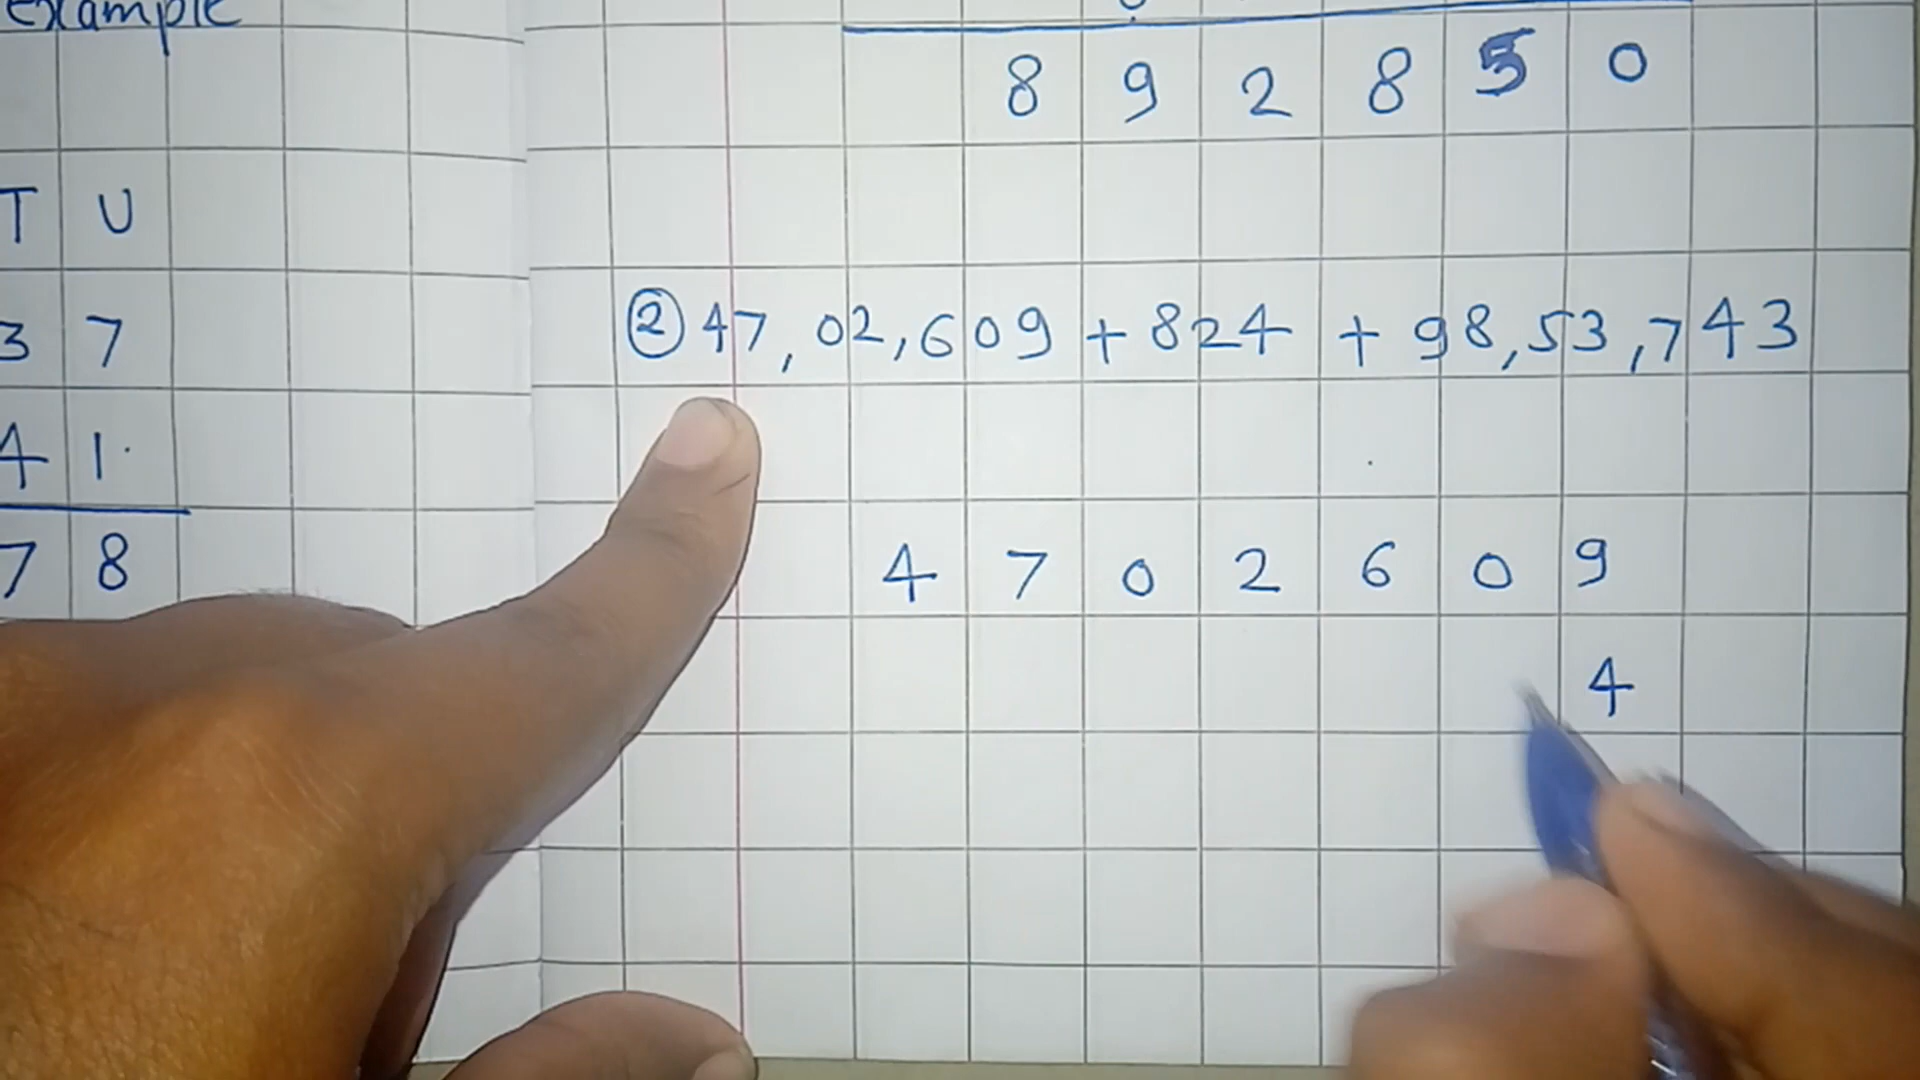 example
T U
3 7
4 1
7 8
8 9 2 8 5 0
② 47,02,609 + 824 + 98,53,743
4 7 0 2 6 0 9
4